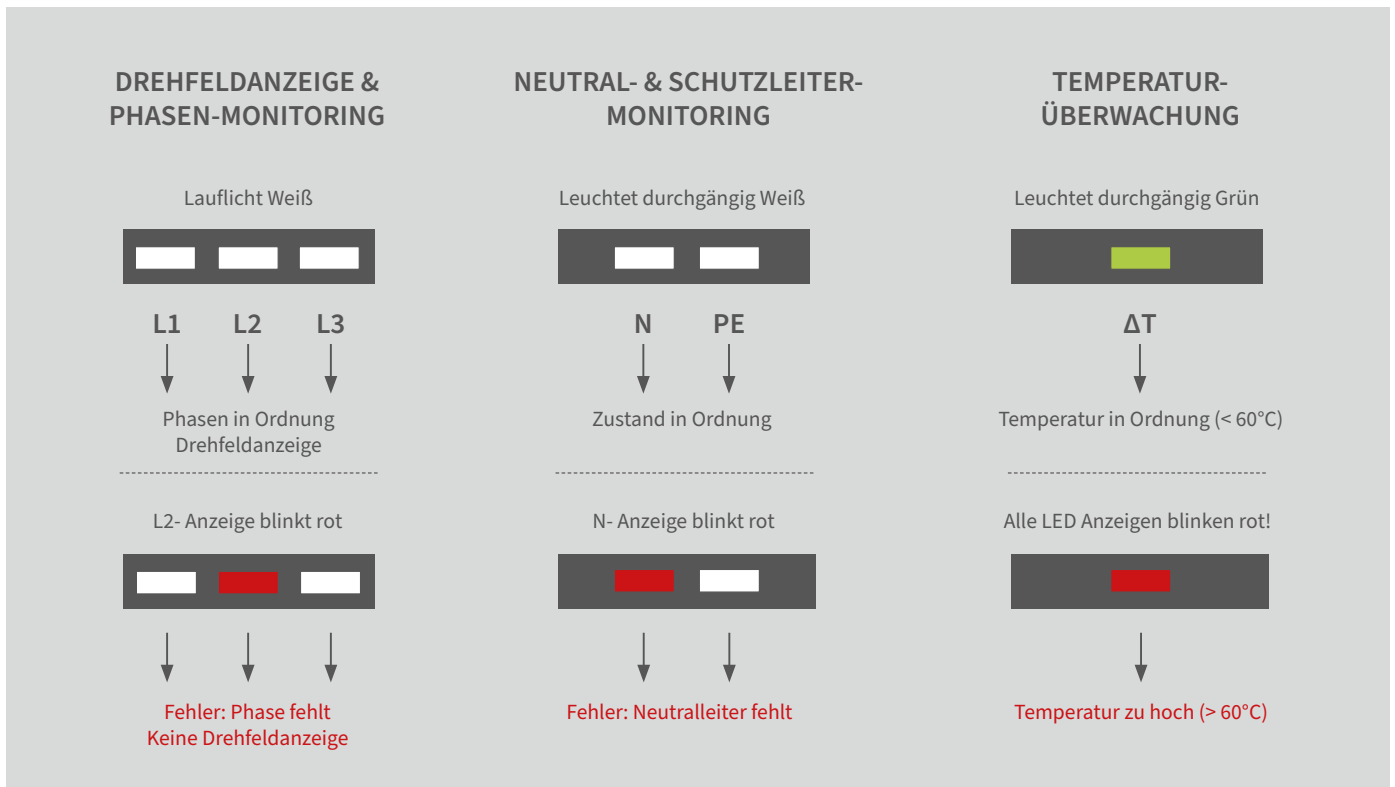 DREHFELDANZEIGE &
PHASEN-MONITORING
Lauflicht Weiß
L1 L2 L3
Phasen in Ordnung
Drehfeldanzeige
L2- Anzeige blinkt rot
Fehler: Phase fehlt
Keine Drehfeldanzeige
NEUTRAL- & SCHUTZLEITER-
MONITORING
Leuchtet durchgängig Weiß
N PE
Zustand in Ordnung
N- Anzeige blinkt rot
Fehler: Neutralleiter fehlt
TEMPERATUR-
ÜBERWACHUNG
Leuchtet durchgängig Grün
ΔT
Temperatur in Ordnung (< 60°C)
Alle LED Anzeigen blinken rot!
Temperatur zu hoch (> 60°C)